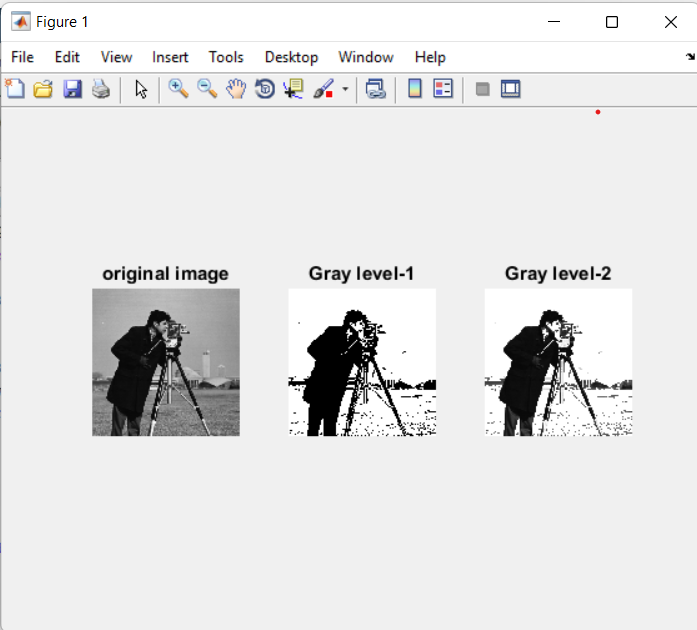 Figure 1
File Edit View Insert Tools Desktop Window Help
original image Gray level-1 Gray level-2